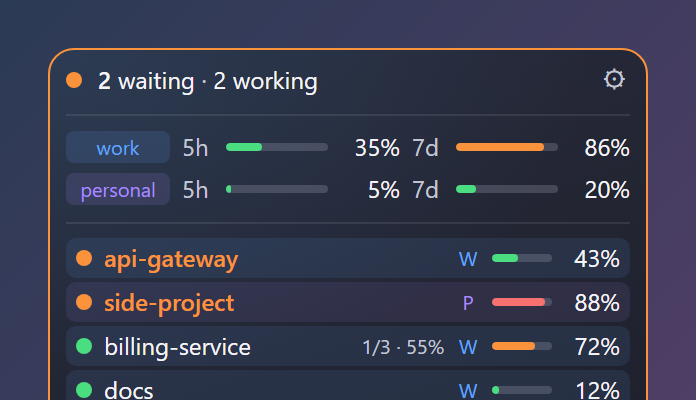 2 waiting · 2 working
work 5h 35% 7d 86%
personal 5h 5% 7d 20%
api-gateway W 43%
side-project P 88%
billing-service 1/3 · 55% W 72%
docs W 12%